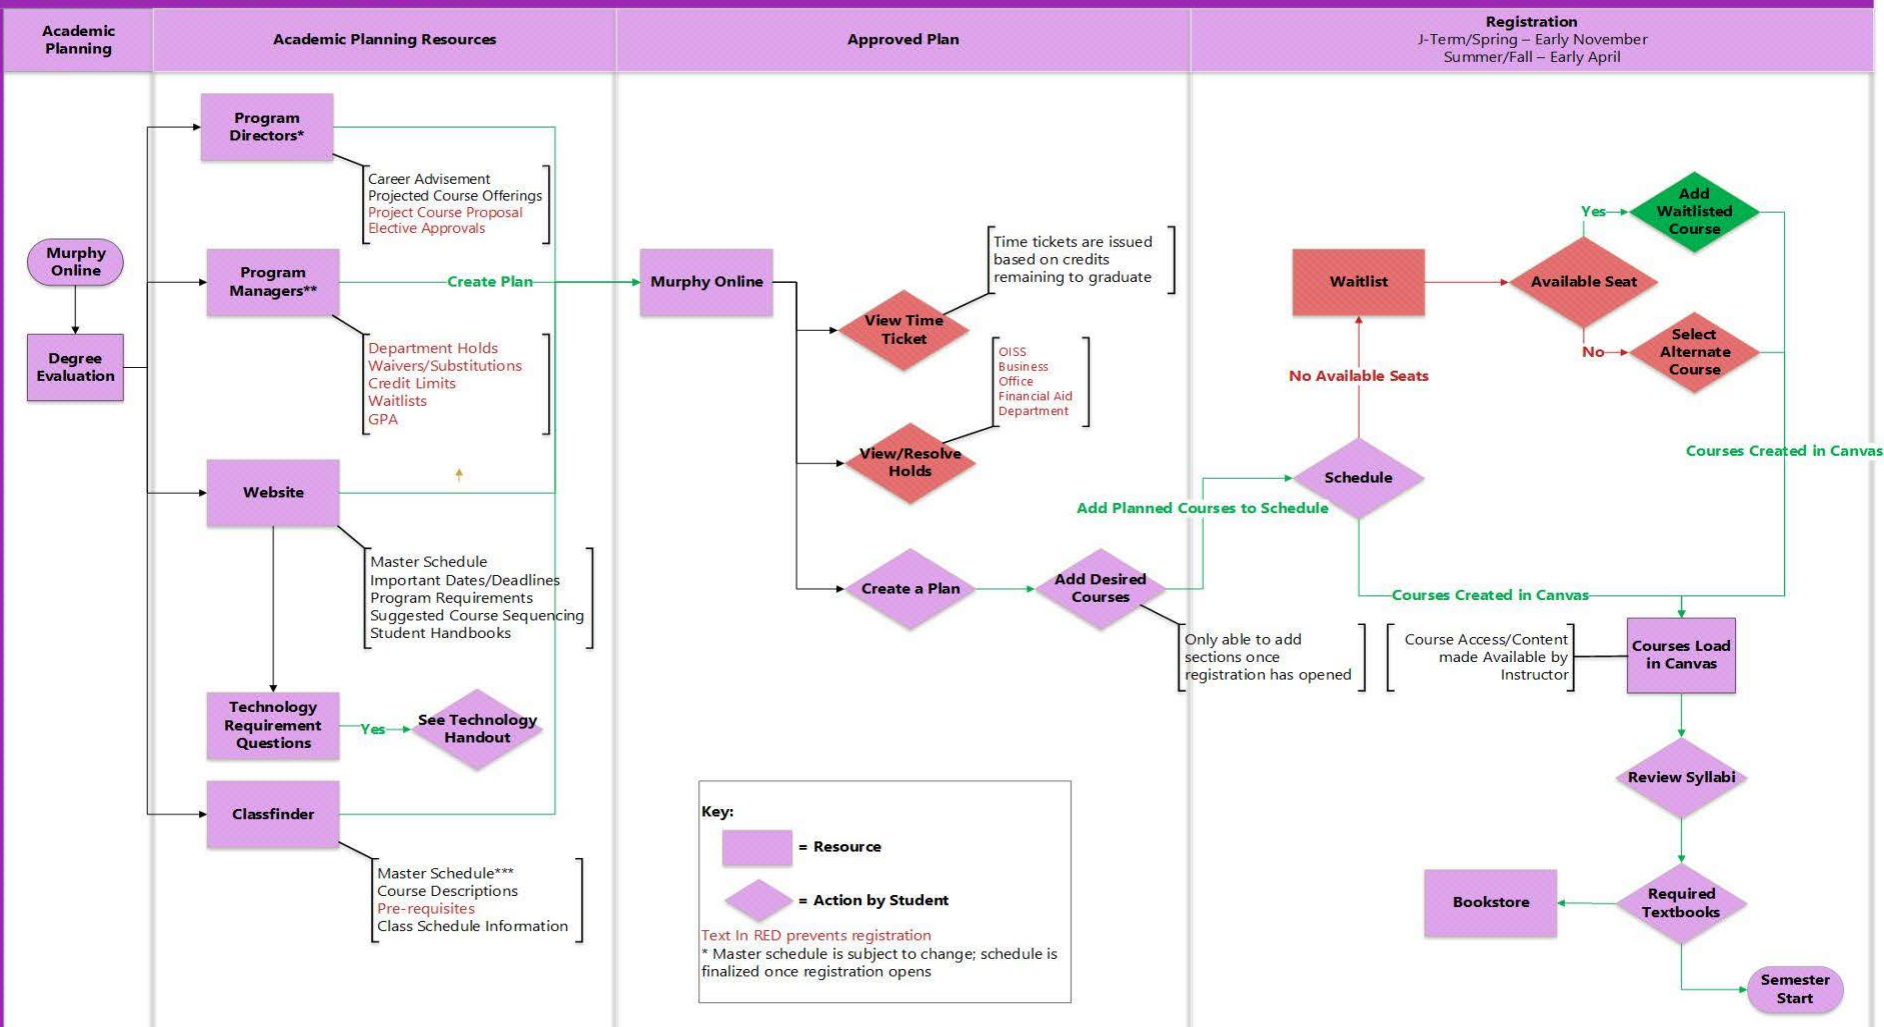 Academic
Planning
Academic Planning Resources
Approved Plan
Registration
J-Term/Spring – Early November
Summer/Fall – Early April
Murphy
Online
Degree
Evaluation
Program
Directors*
Career Advisement
Projected Course Offerings
Project Course Proposal
Elective Approvals
Program
Managers**
Create Plan
Department Holds
Waivers/Substitutions
Credit Limits
Waitlists
GPA
Website
Master Schedule
Important Dates/Deadlines
Program Requirements
Suggested Course Sequencing
Student Handbooks
Technology
Requirement
Questions
Yes
See Technology
Handout
Classfinder
Master Schedule***
Course Descriptions
Pre-requisites
Class Schedule Information
Murphy Online
Time tickets are issued
based on credits
remaining to graduate
View Time
Ticket
OISS
Business
Office
Financial Aid
Department
View/Resolve
Holds
Create a Plan
Add Desired
Courses
Only able to add
sections once
registration has opened
Add Planned Courses to Schedule
Key:
= Resource
= Action by Student
Text In RED prevents registration
* Master schedule is subject to change; schedule is
finalized once registration opens
Schedule
No Available Seats
Waitlist
Available Seat
Yes
Add
Waitlisted
Course
No
Select
Alternate
Course
Courses Created in Canvas
Courses Created in Canvas
Course Access/Content
made Available by
Instructor
Courses Load
in Canvas
Review Syllabi
Required
Textbooks
Bookstore
Semester
Start